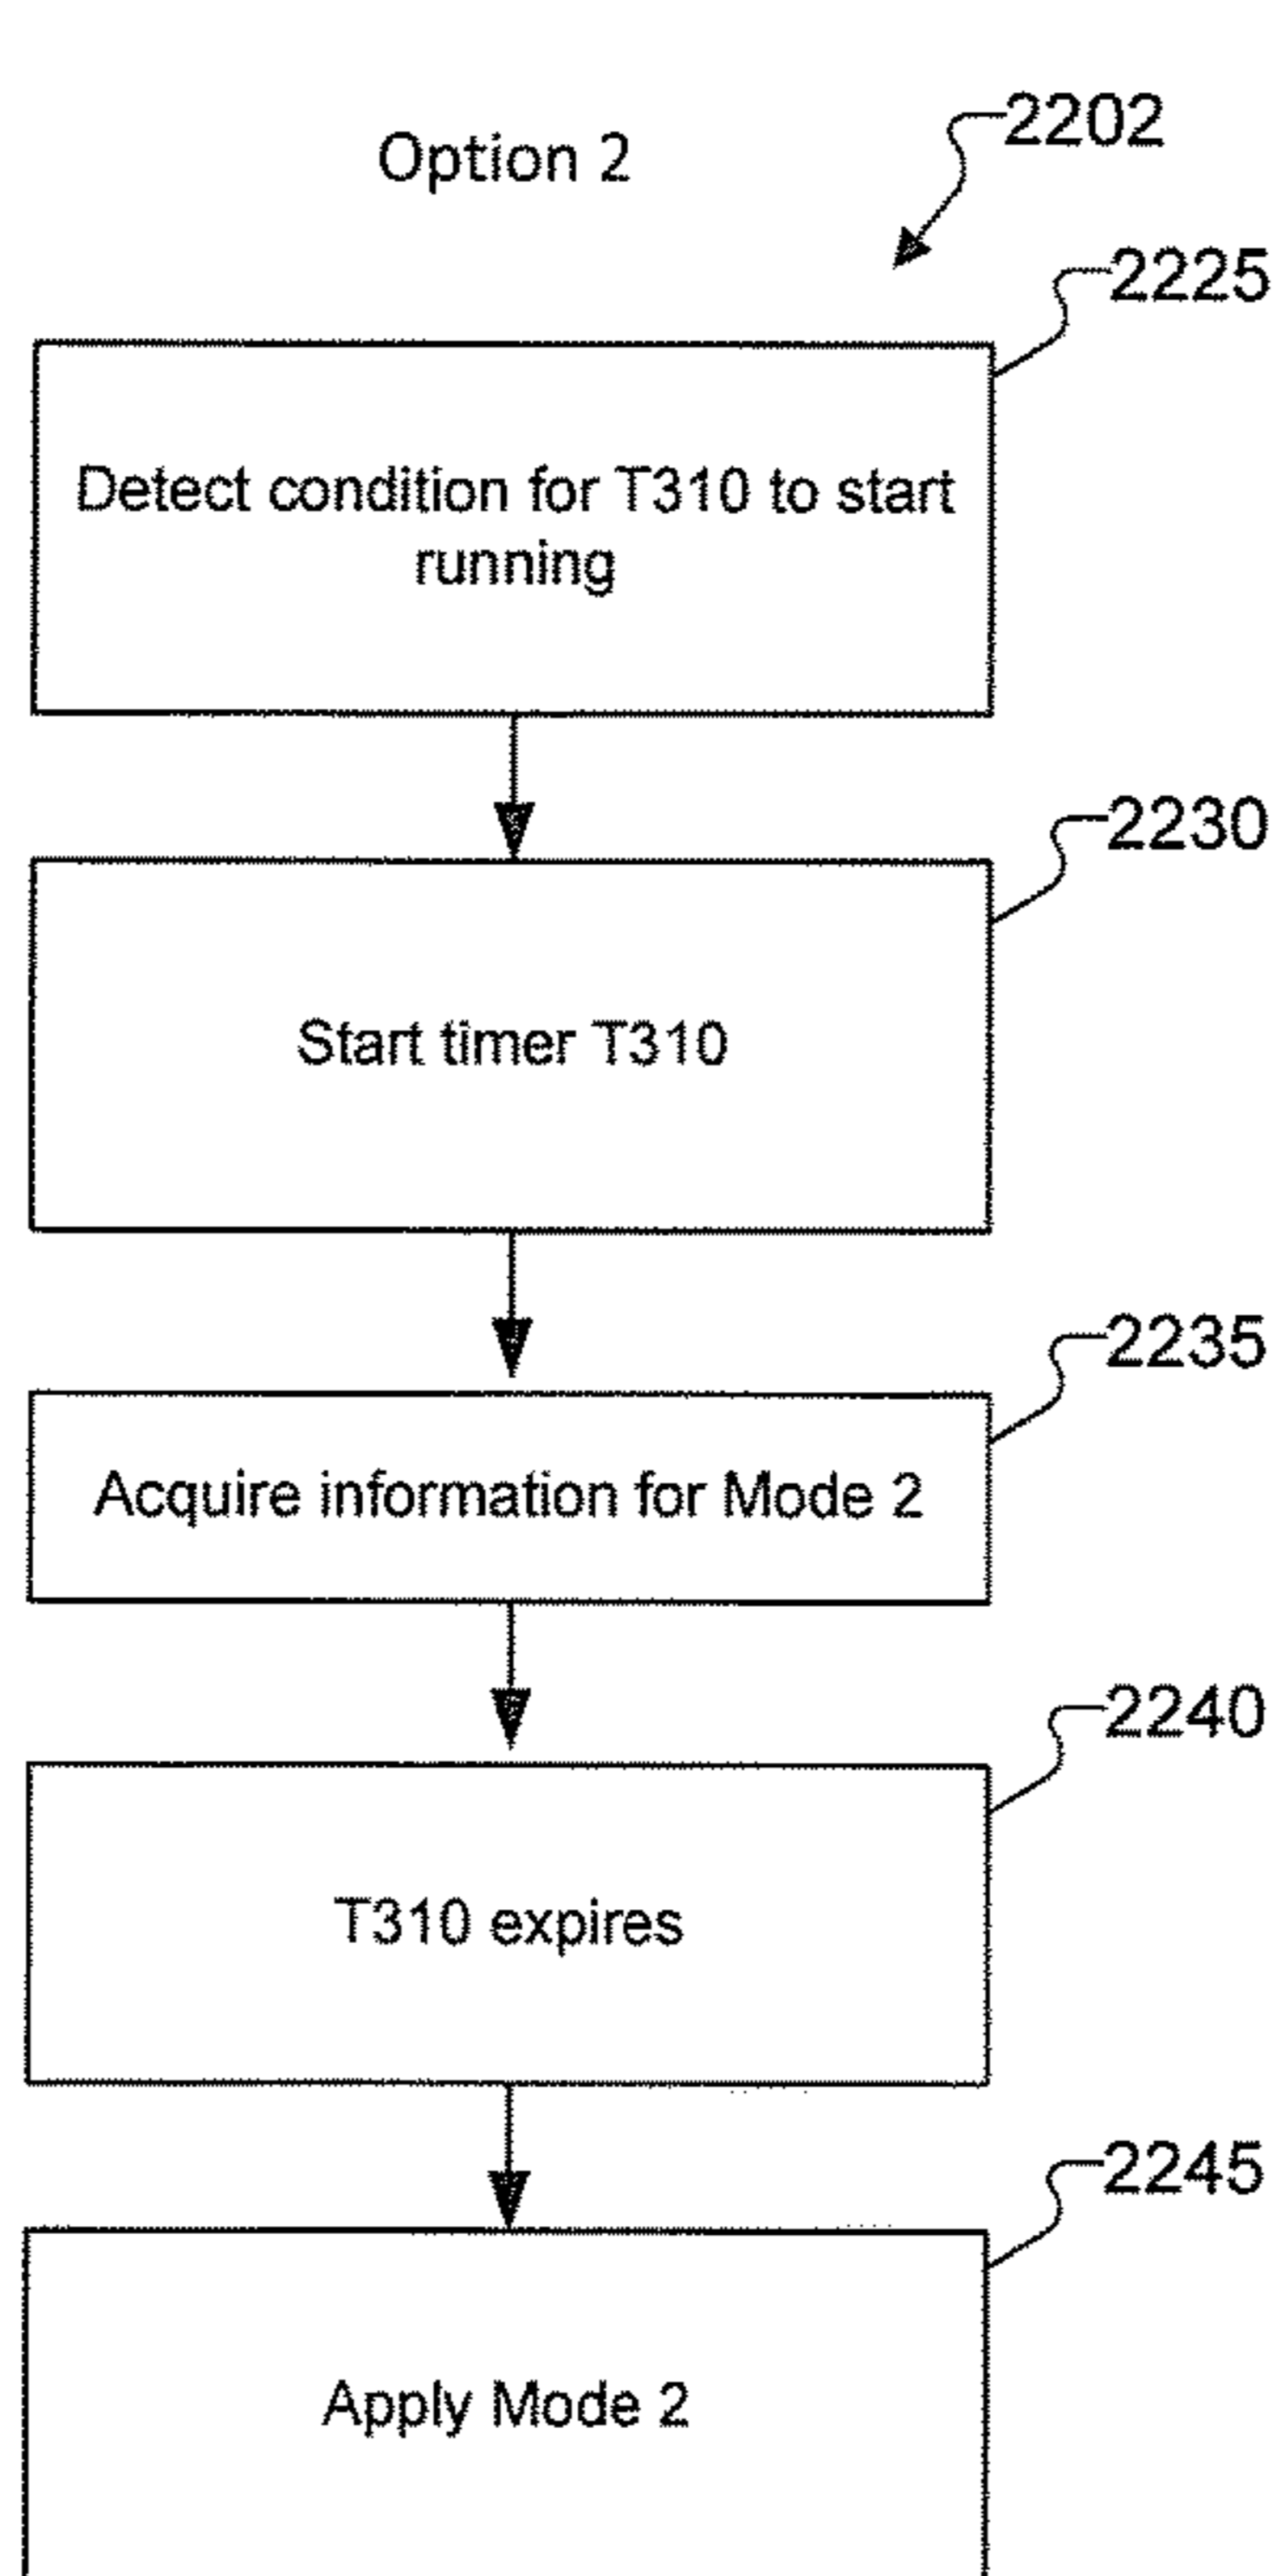 2202
Option 2
2225
Detect condition for T310 to start
running
2230
Start timer T310
2235
Acquire information for Mode 2
2240
T310 expires
2245
Apply Mode 2